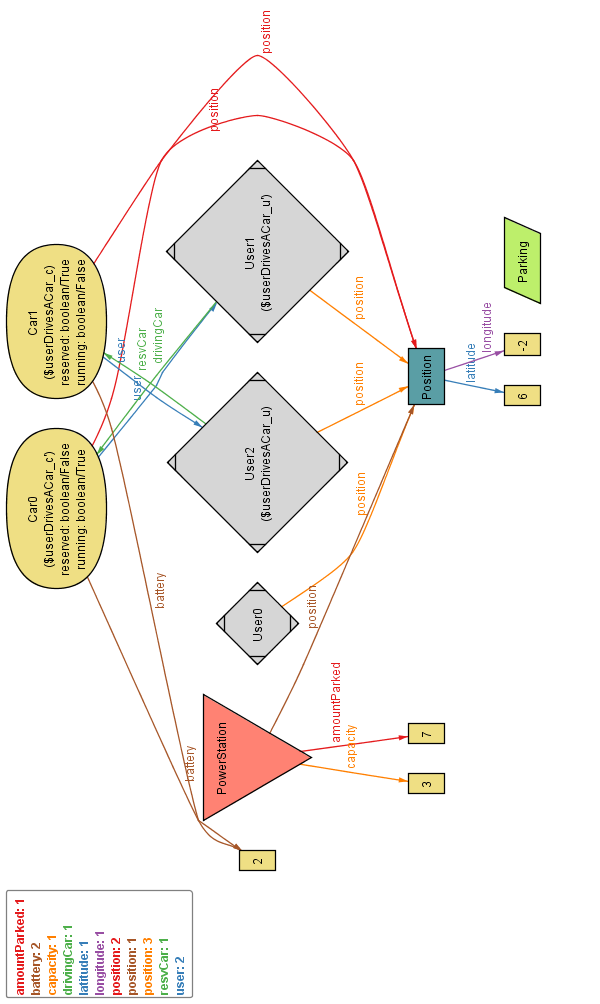 Car1
($userDrivesACar_c)
reserved: boolean/True
running: boolean/False
Car0
($userDrivesACar_c')
reserved: boolean/False
running: boolean/True
User1
($userDrivesACar_u')
User2
($userDrivesACar_u)
User0
PowerStation
Position
Parking
-2
6
7
3
2
position
position
user
user
resvCar
drivingCar
position
position
position
position
longitude
latitude
battery
battery
amountParked
capacity
amountParked: 1
battery: 2
capacity: 1
drivingCar: 1
latitude: 1
longitude: 1
position: 2
position: 1
position: 3
resvCar: 1
user: 2